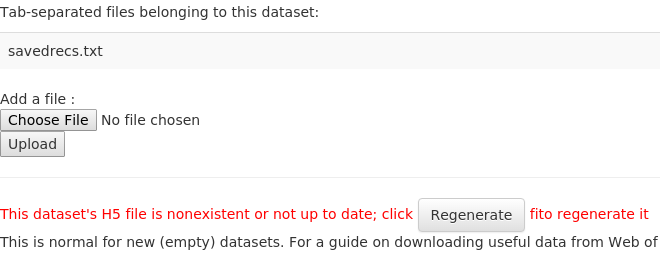 Tab-separated files belonging to this dataset:
savedrecs.txt
Add a file :
Choose File No file chosen
Upload
This dataset's H5 file is nonexistent or not up to date; click Regenerate fito regenerate it
This is normal for new (empty) datasets. For a guide on downloading useful data from Web of